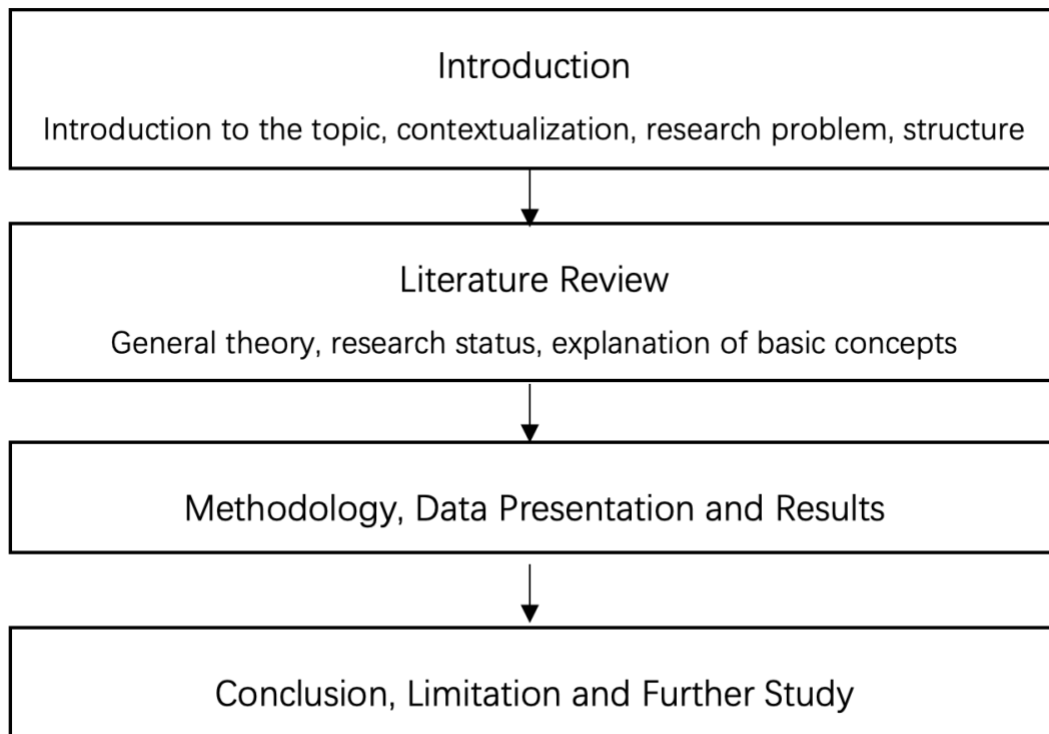 Introduction
Introduction to the topic, contextualization, research problem, structure
Literature Review
General theory, research status, explanation of basic concepts
Methodology, Data Presentation and Results
Conclusion, Limitation and Further Study